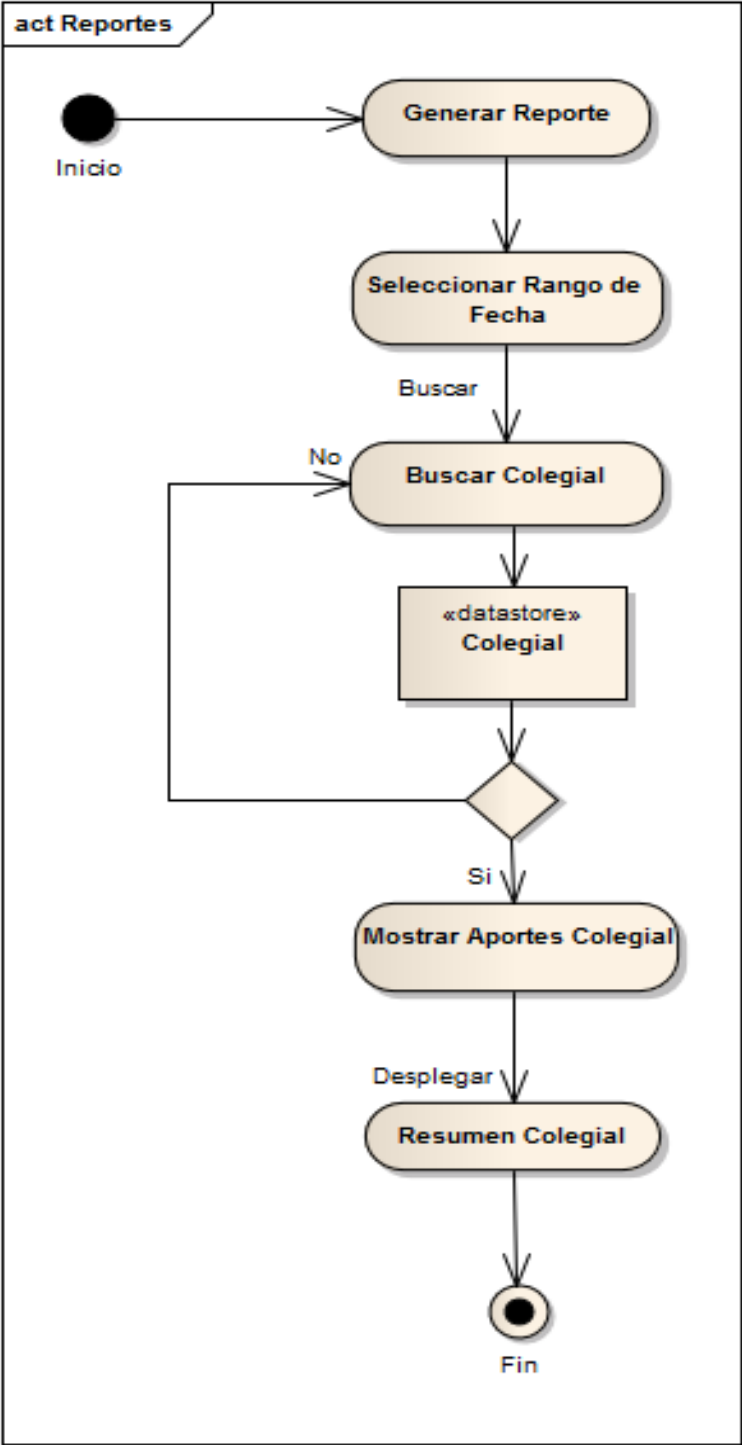 act Reportes
Generar Reporte
Inicio
Seleccionar Rango de
Fecha
Buscar
No
Buscar Colegial
«datastore»
Colegial
Si
Mostrar Aportes Colegial
Desplegar
Resumen Colegial
Fin